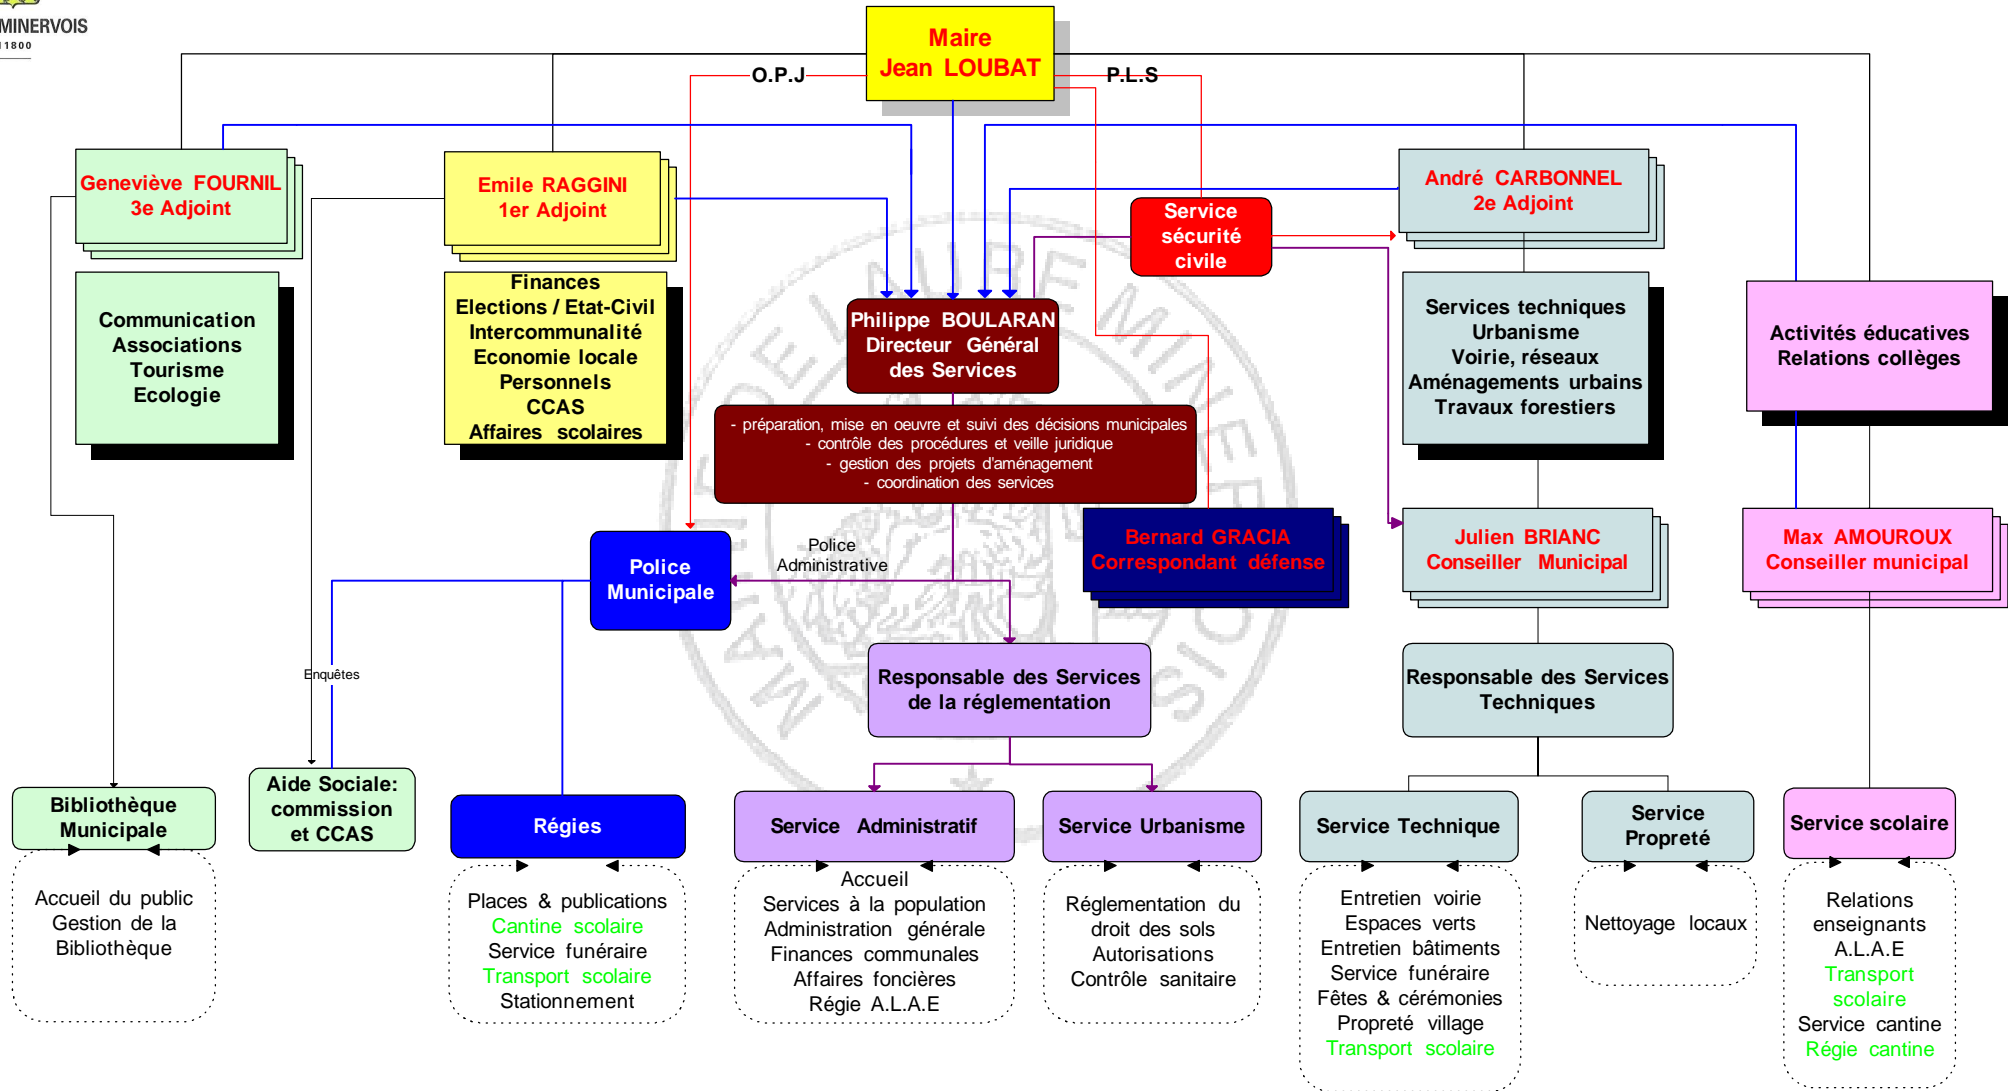 MINERVOIS
11800
Maire
Jean LOUBAT
O.P.J
P.L.S
Geneviève FOURNIL
3e Adjoint
Emile RAGGINI
1er Adjoint
André CARBONNEL
2e Adjoint
Service
sécurité
civile
Communication
Associations
Tourisme
Ecologie
Finances
Elections / Etat-Civil
Intercommunalité
Economie locale
Personnels
CCAS
Affaires scolaires
Philippe BOULARAN
Directeur Général
des Services
Services techniques
Urbanisme
Voirie, réseaux
Aménagements urbains
Travaux forestiers
Activités éducatives
Relations collèges
- préparation, mise en oeuvre et suivi des décisions municipales
- contrôle des procédures et veille juridique
- gestion des projets d'aménagement
- coordination des services
Bernard GRACIA
Correspondant défense
Julien BRIANC
Conseiller Municipal
Max AMOUROUX
Conseiller municipal
Police
Municipale
Police
Administrative
Enquêtes
Responsable des Services
de la réglementation
Responsable des Services
Techniques
Bibliothèque
Municipale
Aide Sociale:
commission
et CCAS
Régies
Service Administratif
Service Urbanisme
Service Technique
Service
Propreté
Service scolaire
Accueil du public
Gestion de la
Bibliothèque
Places & publications
Cantine scolaire
Service funéraire
Transport scolaire
Stationnement
Accueil
Services à la population
Administration générale
Finances communales
Affaires foncières
Régie A.L.A.E
Réglementation du
droit des sols
Autorisations
Contrôle sanitaire
Entretien voirie
Espaces verts
Entretien bâtiments
Service funéraire
Fêtes & cérémonies
Propreté village
Transport scolaire
Nettoyage locaux
Relations
enseignants
A.L.A.E
Transport
scolaire
Service cantine
Régie cantine